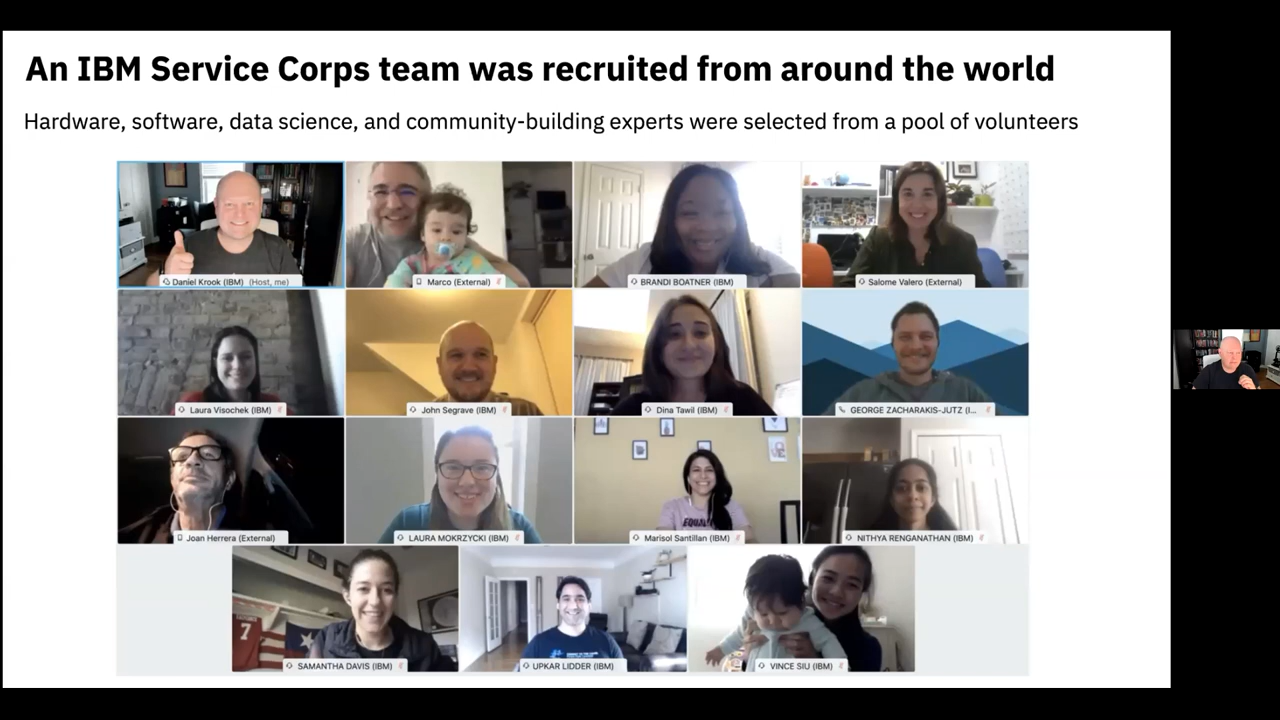 An IBM Service Corps team was recruited from around the world
Hardware, software, data science, and community-building experts were selected from a pool of volunteers
Daniel Krook (IBM) (Host, me)
Marco (External)
BRANDI BOATNER (IBM)
Salome Valero (External)
Laura Visochek (IBM)
John Segrave (IBM)
Dina Tawil (IBM)
GEORGE ZACHARAKIS-JUTZ (I...
Joan Herrera (External)
LAURA MOKRZYCKI (IBM)
Marisol Santillan (IBM)
NITHYA RENGANATHAN (IBM)
7
SAMANTHA DAVIS (IBM)
UPKAR LIDDER (IBM)
VINCE SIU (IBM)